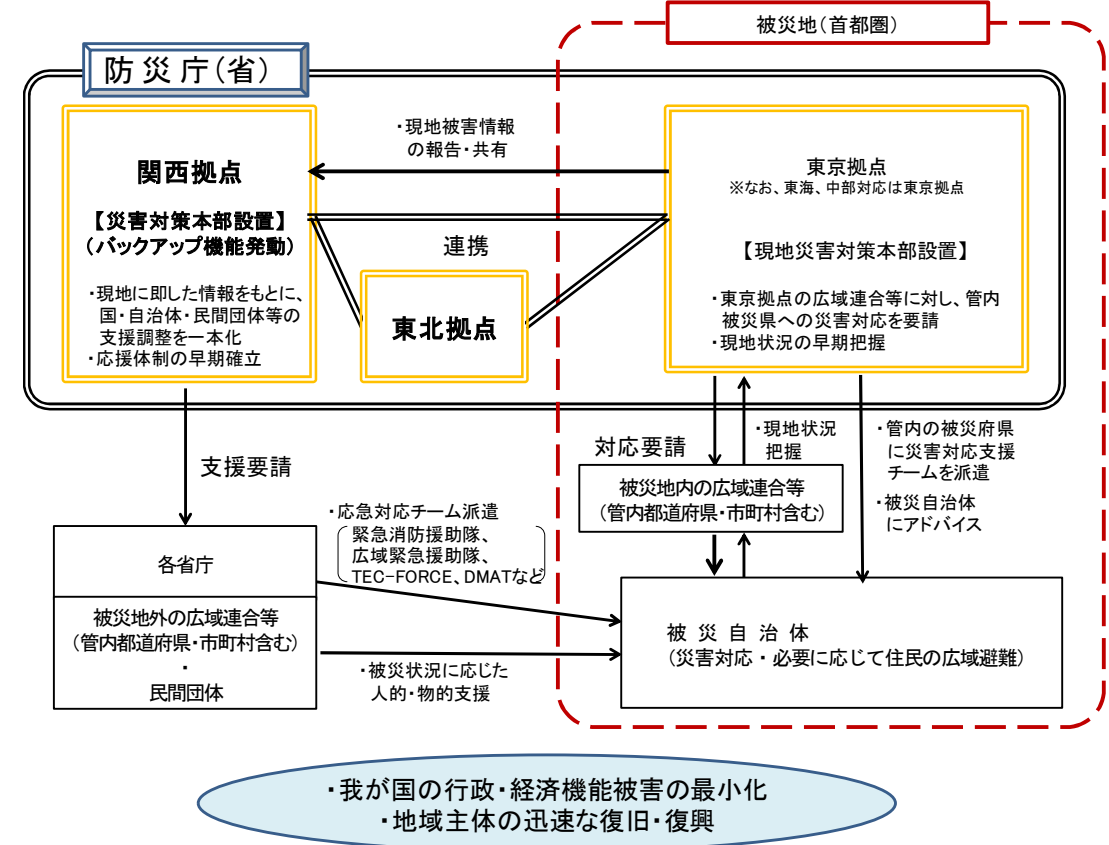 被災地（首都圏）
防 災 庁（省）
関西拠点
【災害対策本部設置】
（バックアップ機能発動）
・現地に即した情報をもとに、
国・自治体・民間団体等の
支援調整を一本化
・応援体制の早期確立
・現地被害情報
の報告・共有
連携
東北拠点
東京拠点
※なお、東海、中部対応は東京拠点
【現地災害対策本部設置】
・東京拠点の広域連合等に対し、管内
被災県への災害対応を要請
・現地状況の早期把握
支援要請
対応要請
・現地状況
把握
・管内の被災府県
に災害対応支援
チームを派遣
・被災自治体
にアドバイス
被災地内の広域連合等
（管内都道府県・市町村含む）
各省庁
被災地外の広域連合等
（管内都道府県・市町村含む）
・
民間団体
・応急対応チーム派遣
緊急消防援助隊、
広域緊急援助隊、
TEC-FORCE、DMATなど
・被災状況に応じた
人的・物的支援
被 災 自 治 体
（災害対応・必要に応じて住民の広域避難）
・我が国の行政・経済機能被害の最小化
・地域主体の迅速な復旧・復興